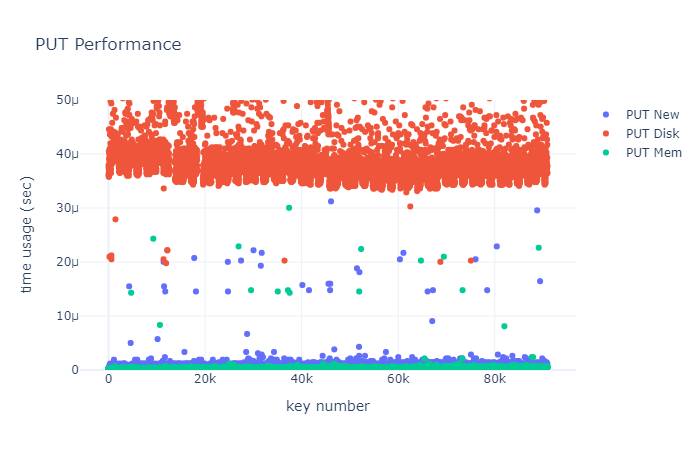 PUT Performance
50μ
40μ
30μ
20μ
10μ
0
0
20k
40k
60k
80k
key number
time usage (sec)
PUT New
PUT Disk
PUT Mem